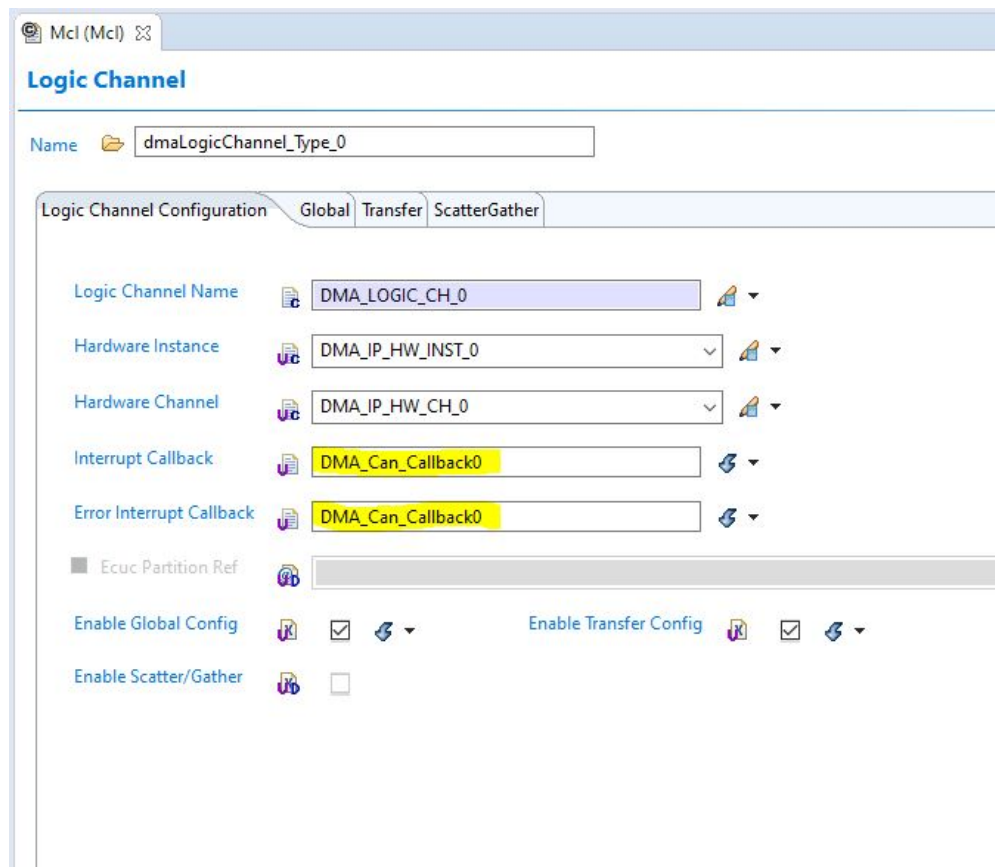 Mcl (Mcl)
Logic Channel
Name dmaLogicChannel_Type_0
Logic Channel Configuration Global Transfer ScatterGather
Logic Channel Name DMA_LOGIC_CH_0
Hardware Instance DMA_IP_HW_INST_0
Hardware Channel DMA_IP_HW_CH_0
Interrupt Callback DMA_Can_Callback0
Error Interrupt Callback DMA_Can_Callback0
Ecuc Partition Ref
Enable Global Config Enable Transfer Config
Enable Scatter/Gather